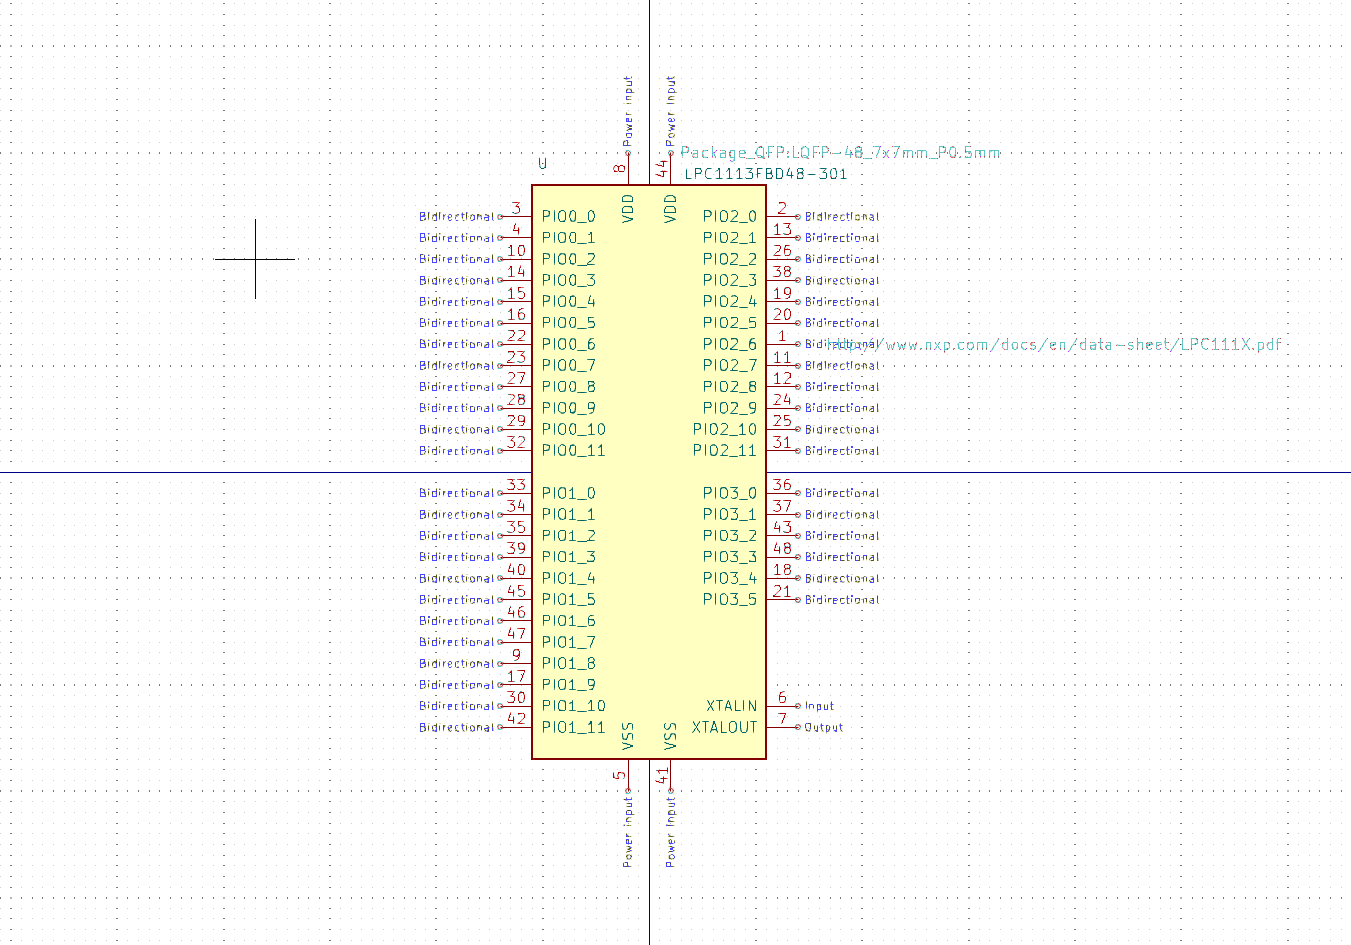 Power input
Power Input
U
8
44
Package_QFP:LQFP-48_7x7mm_P0.5mm
LPC1113FBD48-301
VDD
VDD
Bidirectional 3 PIO0_0 PIO2_0 2 Bidirectional
Bidirectional 4 PIO0_1 PIO2_1 13 Bidirectional
Bidirectional 10 PIO0_2 PIO2_2 26 Bidirectional
Bidirectional 14 PIO0_3 PIO2_3 38 Bidirectional
Bidirectional 15 PIO0_4 PIO2_4 19 Bidirectional
Bidirectional 16 PIO0_5 PIO2_5 20 Bidirectional
Bidirectional 22 PIO0_6 PIO2_6 1 Bidirectional
http://www.nxp.com/docs/en/data-sheet/LPC111X.pdf
Bidirectional 23 PIO0_7 PIO2_7 11 Bidirectional
Bidirectional 27 PIO0_8 PIO2_8 12 Bidirectional
Bidirectional 28 PIO0_9 PIO2_9 24 Bidirectional
Bidirectional 29 PIO0_10 PIO2_10 25 Bidirectional
Bidirectional 32 PIO0_11 PIO2_11 31 Bidirectional
Bidirectional 33 PIO1_0 PIO3_0 36 Bidirectional
Bidirectional 34 PIO1_1 PIO3_1 37 Bidirectional
Bidirectional 35 PIO1_2 PIO3_2 43 Bidirectional
Bidirectional 39 PIO1_3 PIO3_3 48 Bidirectional
Bidirectional 40 PIO1_4 PIO3_4 18 Bidirectional
Bidirectional 45 PIO1_5 PIO3_5 21 Bidirectional
Bidirectional 46 PIO1_6
Bidirectional 47 PIO1_7
Bidirectional 9 PIO1_8
Bidirectional 17 PIO1_9
Bidirectional 30 PIO1_10 XTALIN 6 Input
Bidirectional 42 PIO1_11 XTALOUT 7 Output
VSS
VSS
5
41
Power input
Power Input